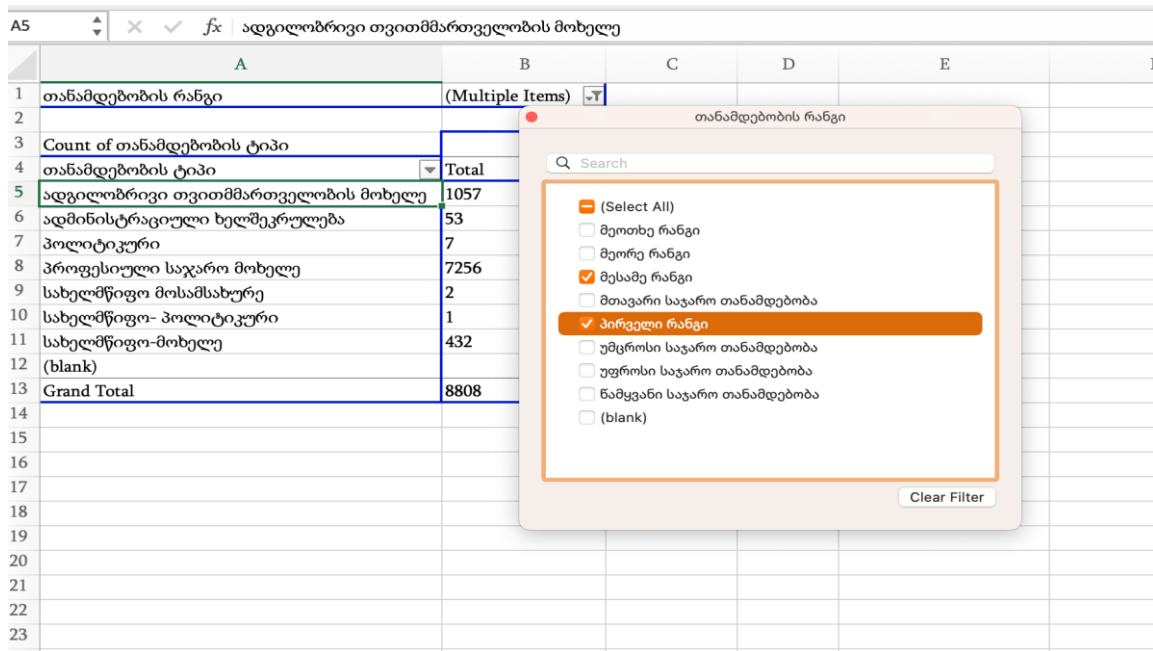 A5 fx ადგილობრივი თვითმმართველობის მოხელე
A B C D E
1 თანამდებობის რანგი (Multiple Items)
2
3 Count of თანამდებობის ტიპი
4 თანამდებობის ტიპი Total
5 ადგილობრივი თვითმმართველობის მოხელე 1057
6 ადმინისტრაციული ხელშეკრულება 53
7 პოლიტიკური 7
8 პროფესიული საჯარო მოხელე 7256
9 სახელმწიფო მოსამსახურე 2
10 სახელმწიფო- პოლიტიკური 1
11 სახელმწიფო-მოხელე 432
12 (blank)
13 Grand Total 8808
14
15
16
17
18
19
20
21
22
23
თანამდებობის რანგი
Search
(Select All)
მეოთხე რანგი
მეორე რანგი
მესამე რანგი
მთავარი საჯარო თანამდებობა
პირველი რანგი
უმცროსი საჯარო თანამდებობა
უფროსი საჯარო თანამდებობა
წამყვანი საჯარო თანამდებობა
(blank)
Clear Filter